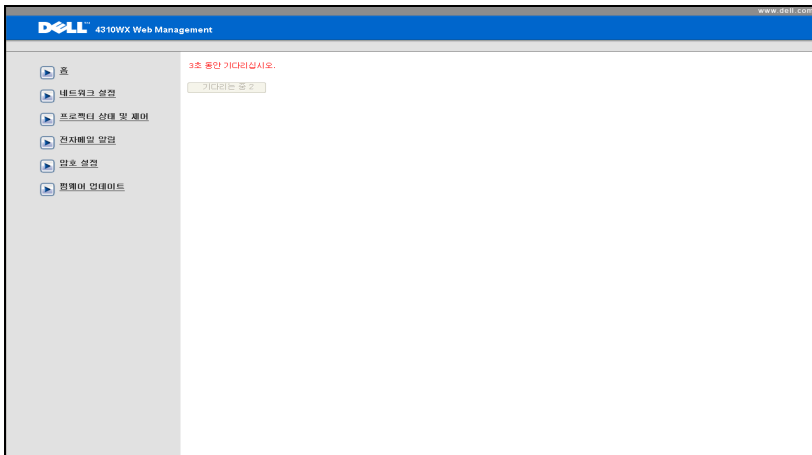 www.dell.com
DELL™ 4310WX Web Management
홈
네트워크 설정
프로젝터 상태 및 제어
전자메일 알림
암호 설정
펌웨어 업데이트
3초 동안 기다리십시오.
기다리는 중 2